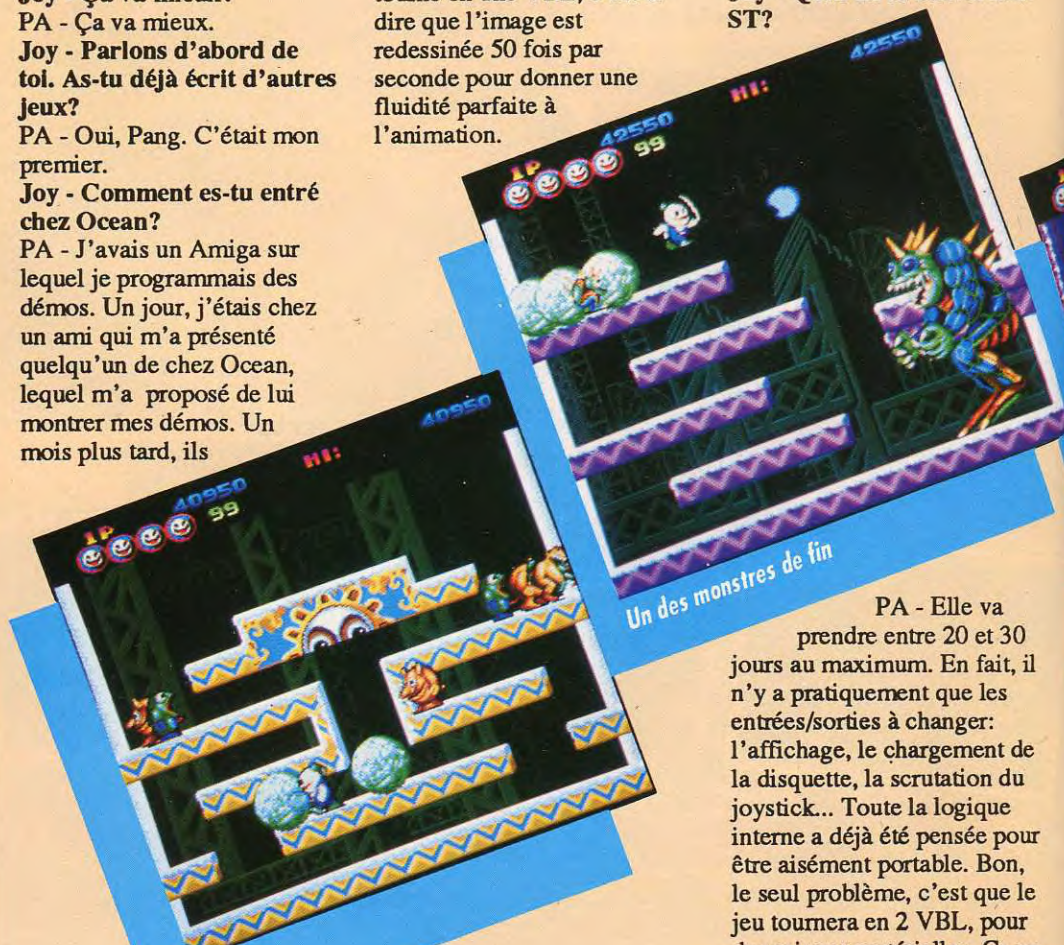 PA - Ça va mieux.
Joy - Parlons d'abord de
toi. As-tu déjà écrit d'autres
jeux?
PA - Oui, Pang. C'était mon
premier.
Joy - Comment es-tu entré
chez Ocean?
PA - J'avais un Amiga sur
lequel je programmais des
démos. Un jour, j'étais chez
un ami qui m'a présenté
quelqu'un de chez Ocean,
lequel m'a proposé de lui
montrer mes démos. Un
mois plus tard, ils
dire que l'image est
redessinée 50 fois par
seconde pour donner une
fluidité parfaite à
l'animation.
ST?
1P 42550 HI: 42550
99
Un des monstres de fin
1P 40950 HI: 40950
99
PA - Elle va
prendre entre 20 et 30
jours au maximum. En fait, il
n'y a pratiquement que les
entrées/sorties à changer:
l'affichage, le chargement de
la disquette, la scrutation du
joystick... Toute la logique
interne a déjà été pensée pour
être aisément portable. Bon,
le seul problème, c'est que le
jeu tournera en 2 VBL, pour